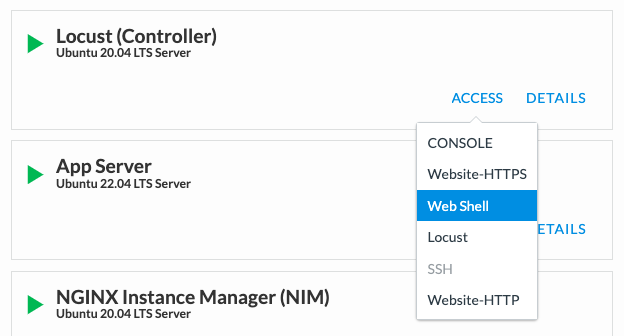 Locust (Controller)
Ubuntu 20.04 LTS Server
ACCESS DETAILS
CONSOLE
Website-HTTPS
Web Shell
Locust
SSH
Website-HTTP
App Server
Ubuntu 22.04 LTS Server
ETAILS
NGINX Instance Manager (NIM)
Ubuntu 20.04 LTS Server